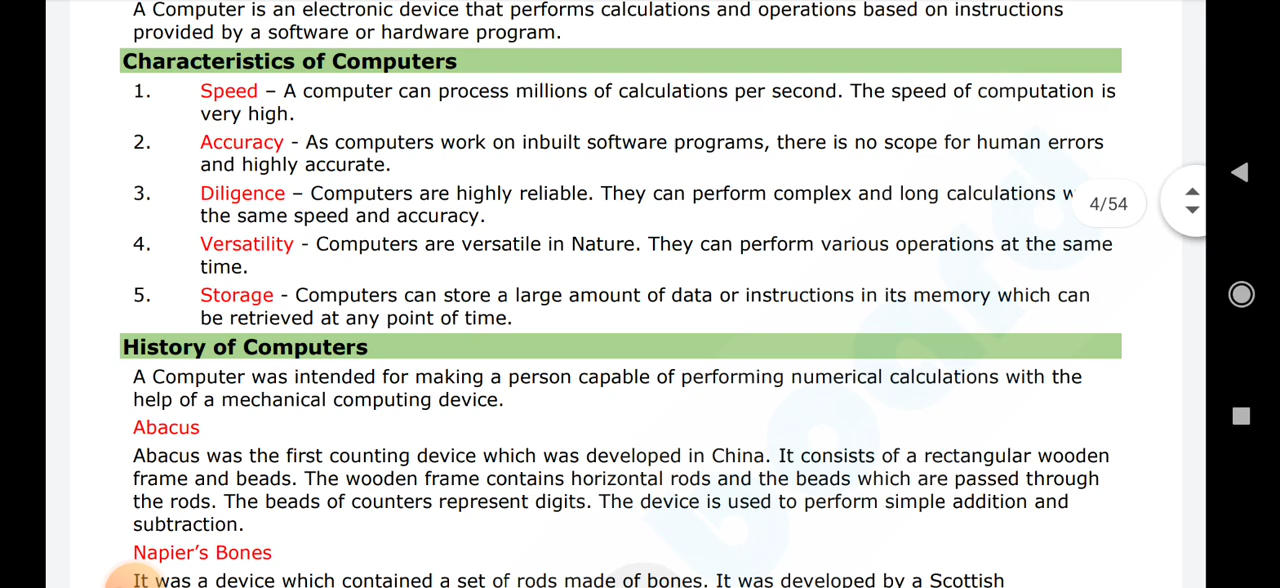 A Computer is an electronic device that performs calculations and operations based on instructions
provided by a software or hardware program.
Characteristics of Computers
1. Speed – A computer can process millions of calculations per second. The speed of computation is
very high.
2. Accuracy - As computers work on inbuilt software programs, there is no scope for human errors
and highly accurate.
3. Diligence – Computers are highly reliable. They can perform complex and long calculations
the same speed and accuracy.
4/54
4. Versatility - Computers are versatile in Nature. They can perform various operations at the same
time.
5. Storage - Computers can store a large amount of data or instructions in its memory which can
be retrieved at any point of time.
History of Computers
A Computer was intended for making a person capable of performing numerical calculations with the
help of a mechanical computing device.
Abacus
Abacus was the first counting device which was developed in China. It consists of a rectangular wooden
frame and beads. The wooden frame contains horizontal rods and the beads which are passed through
the rods. The beads of counters represent digits. The device is used to perform simple addition and
subtraction.
Napier's Bones
It was a device which contained a set of rods made of bones. It was developed by a Scottish